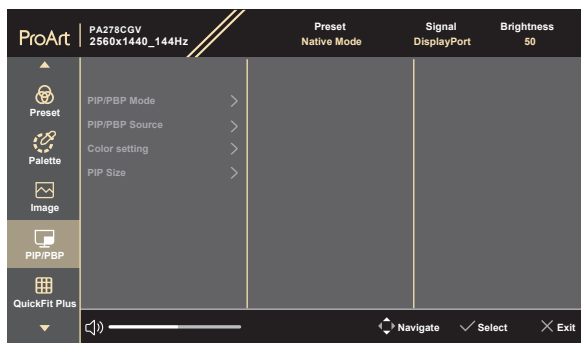 ProArt
PA278CGV
2560x1440_144Hz
Preset
Native Mode
Signal
DisplayPort
Brightness
50
Preset
Palette
Image
PIP/PBP
QuickFit Plus
PIP/PBP Mode
PIP/PBP Source
Color setting
PIP Size
Navigate
Select
Exit